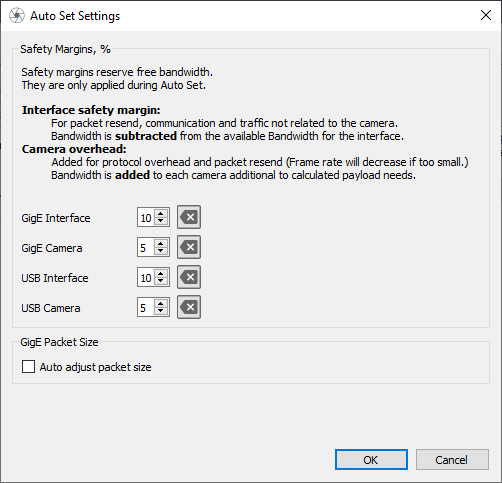 Auto Set Settings
Safety Margins, %
Safety margins reserve free bandwidth.
They are only applied during Auto Set.
Interface safety margin:
For packet resend, communication and traffic not related to the camera.
Bandwidth is subtracted from the available Bandwidth for the interface.
Camera overhead:
Added for protocol overhead and packet resend (Frame rate will decrease if too small.)
Bandwidth is added to each camera additional to calculated payload needs.
GigE Interface 10
GigE Camera 5
USB Interface 10
USB Camera 5
GigE Packet Size
Auto adjust packet size
OK Cancel